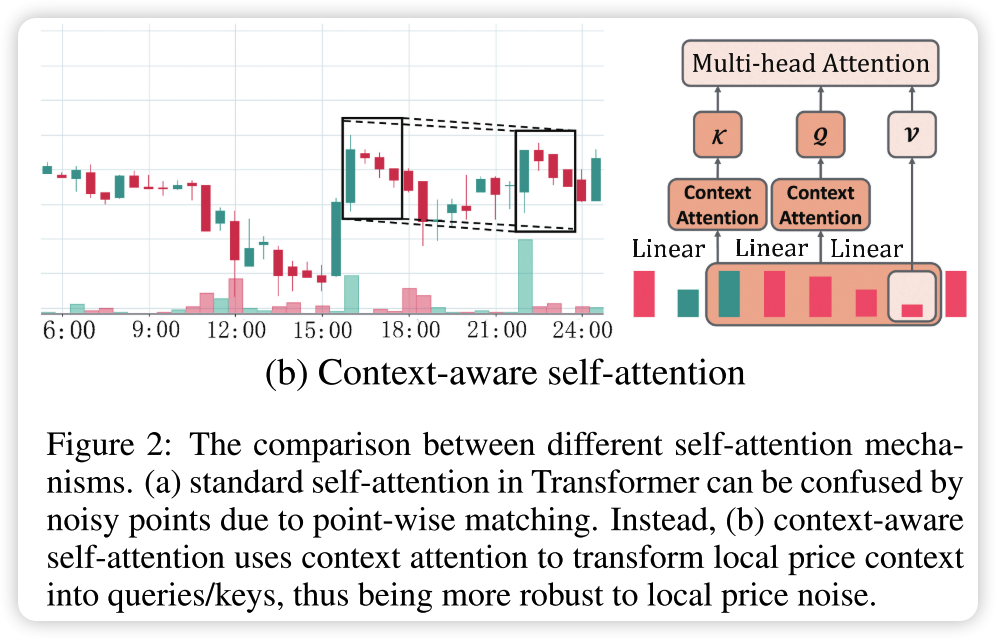 Multi-head Attention
K Q V
Context Attention
Context Attention
Linear Linear Linear
6:00 9:00 12:00 15:00 18:00 21:00 24:00
(b) Context-aware self-attention
Figure 2: The comparison between different self-attention mecha-
nisms. (a) standard self-attention in Transformer can be confused by
noisy points due to point-wise matching. Instead, (b) context-aware
self-attention uses context attention to transform local price context
into queries/keys, thus being more robust to local price noise.